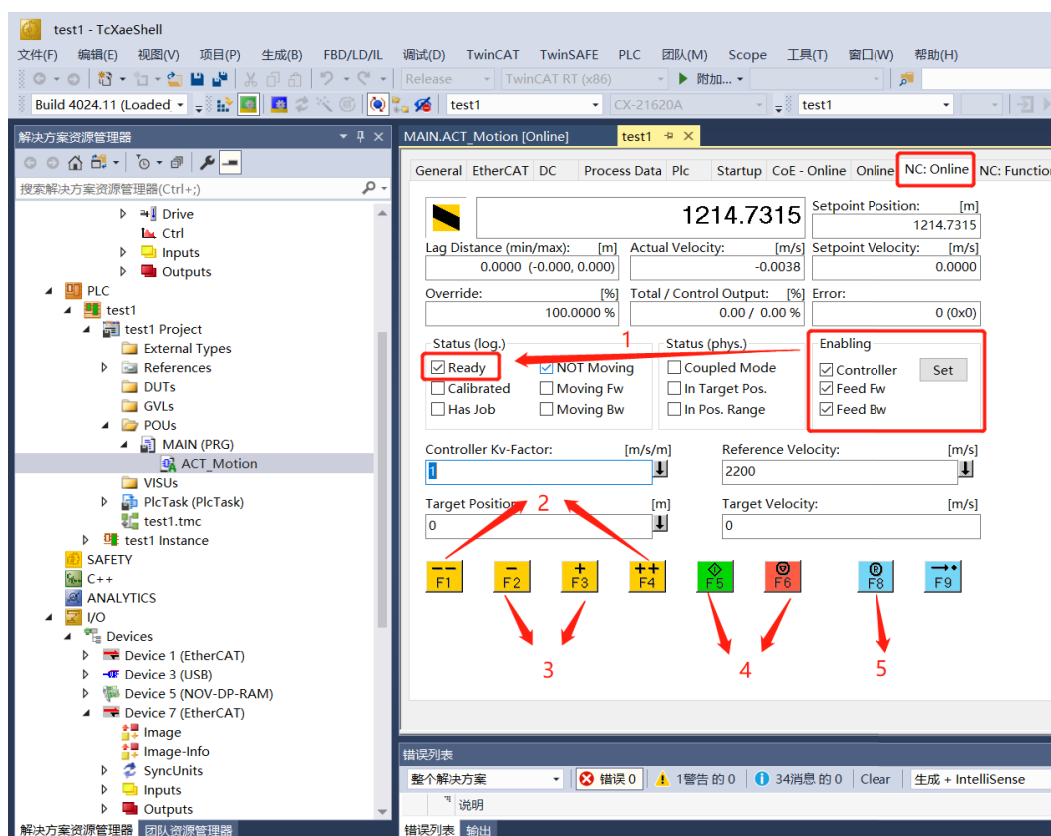 test1 - TcXaeShell
文件(F) 编辑(E) 视图(V) 项目(P) 生成(B) FBD/LD/IL 调试(D) TwinCAT TwinSAFE PLC 团队(M) Scope 工具(T) 窗口(W) 帮助(H)
Release TwinCAT RT (x86) 附加...
Build 4024.11 (Loaded test1 CX-21620A test1
解决方案资源管理器
搜索解决方案资源管理器(Ctrl+;)
Drive
Ctrl
Inputs
Outputs
PLC
test1
test1 Project
External Types
References
DUTs
GVLs
POUs
MAIN (PRG)
ACT_Motion
VISUs
PlcTask (PlcTask)
test1.tmc
test1 Instance
SAFETY
C++
ANALYTICS
I/O
Devices
Device 1 (EtherCAT)
Device 3 (USB)
Device 5 (NOV-DP-RAM)
Device 7 (EtherCAT)
Image
Image-Info
SyncUnits
Inputs
Outputs
解决方案资源管理器 团队资源管理器
MAIN.ACT_Motion [Online] test1
General EtherCAT DC Process Data Plc Startup CoE - Online Online NC: Online NC: Function
1214.7315
Setpoint Position: [m]
1214.7315
Lag Distance (min/max): [m] Actual Velocity: [m/s] Setpoint Velocity: [m/s]
0.0000 (-0.000, 0.000) -0.0038 0.0000
Override: [%] Total / Control Output: [%] Error:
100.0000 % 0.00 / 0.00 % 0 (0x0)
Status (log.) 1 Status (phys.) Enabling
Ready NOT Moving Coupled Mode Controller Set
Calibrated Moving Fw In Target Pos. Feed Fw
Has Job Moving Bw In Pos. Range Feed Bw
Controller Kv-Factor: [m/s/m] Reference Velocity: [m/s]
1 2200
Target Position 2 [m] Target Velocity: [m/s]
0 0
-- F1 - F2 + F3 ++ F4 F5 F6 ® F8 F9
3 4 5
错误列表
整个解决方案 错误 0 1警告 的 0 34消息 的 0 Clear 生成 + IntelliSense
说明
错误列表 输出